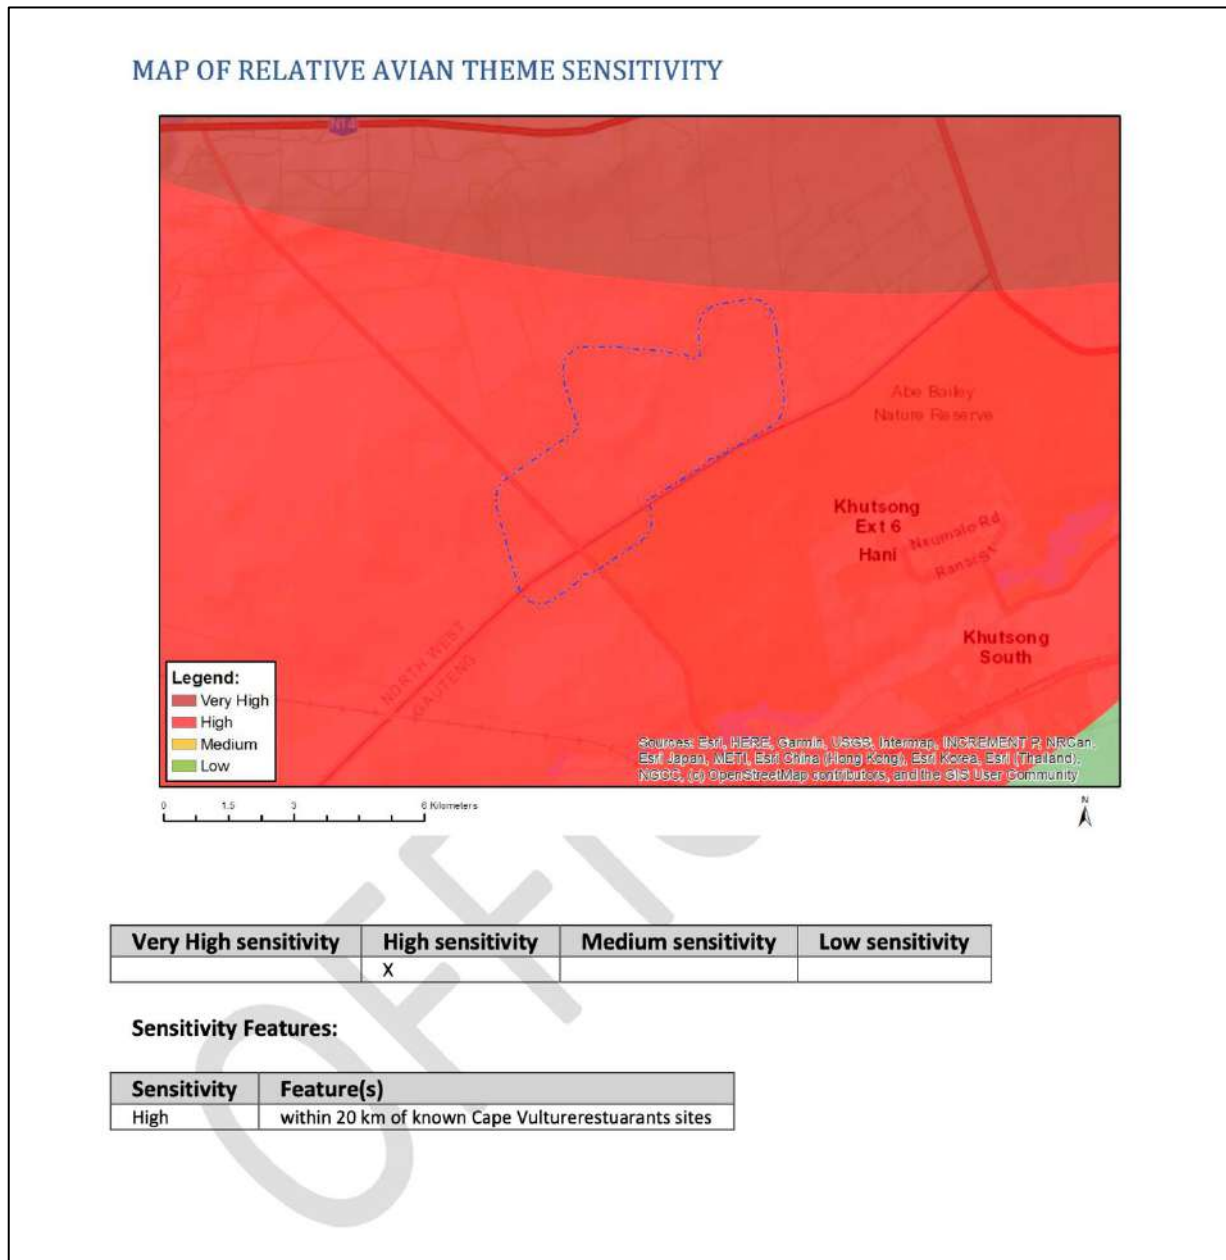 MAP OF RELATIVE AVIAN THEME SENSITIVITY
N14
Abe Bailey
Nature Reserve
Khutsong
Ext 6
Hani
Nxumalo Rd
Khutsong
South
NORTH WEST
GAUTENG
Legend:
Very High
High
Medium
Low
Sources: Esri, HERE, Garmin, USGS, Intermap, INCREMENT P, NRCan,
Esri Japan, METI, Esri China (Hong Kong), Esri Korea, Esri (Thailand),
NGCC, (c) OpenStreetMap contributors, and the GIS User Community
0 1.5 3 6 Kilometers
N
Very High sensitivity High sensitivity Medium sensitivity Low sensitivity
X
Sensitivity Features:
Sensitivity Feature(s)
High within 20 km of known Cape Vulturerestuarants sites